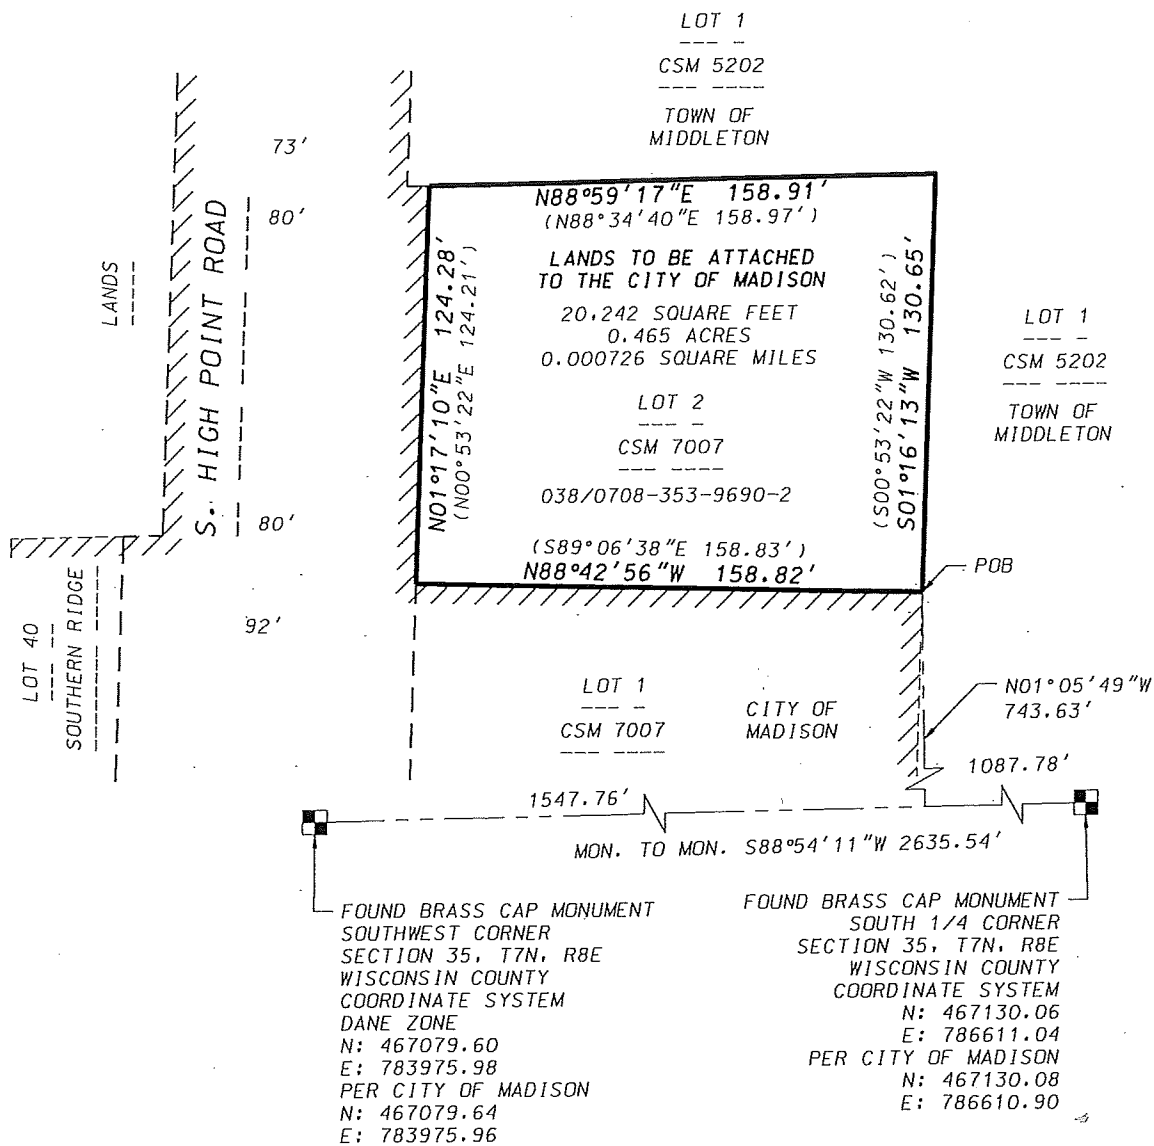 LOT 1
CSM 5202
TOWN OF
MIDDLETON
73'
80'
S. HIGH POINT ROAD
LANDS
80'
92'
LOT 40
SOUTHERN RIDGE
N88°59'17"E 158.91'
(N88°34'40"E 158.97')
LANDS TO BE ATTACHED
TO THE CITY OF MADISON
20,242 SQUARE FEET
0.465 ACRES
0.000726 SQUARE MILES
LOT 2
CSM 7007
038/0708-353-9690-2
(S89°06'38"E 158.83')
N88°42'56"W 158.82'
N01°17'10"E 124.28'
(N00°53'22"E 124.21')
(S00°53'22"W 130.62')
S01°16'13"W 130.65'
LOT 1
CSM 5202
TOWN OF
MIDDLETON
POB
LOT 1
CSM 7007
CITY OF
MADISON
N01°05'49"W
743.63'
1087.78'
1547.76'
MON. TO MON. S88°54'11"W 2635.54'
FOUND BRASS CAP MONUMENT
SOUTHWEST CORNER
SECTION 35, T7N, R8E
WISCONSIN COUNTY
COORDINATE SYSTEM
DANE ZONE
N: 467079.60
E: 783975.98
PER CITY OF MADISON
N: 467079.64
E: 783975.96
FOUND BRASS CAP MONUMENT
SOUTH 1/4 CORNER
SECTION 35, T7N, R8E
WISCONSIN COUNTY
COORDINATE SYSTEM
N: 467130.06
E: 786611.04
PER CITY OF MADISON
N: 467130.08
E: 786610.90